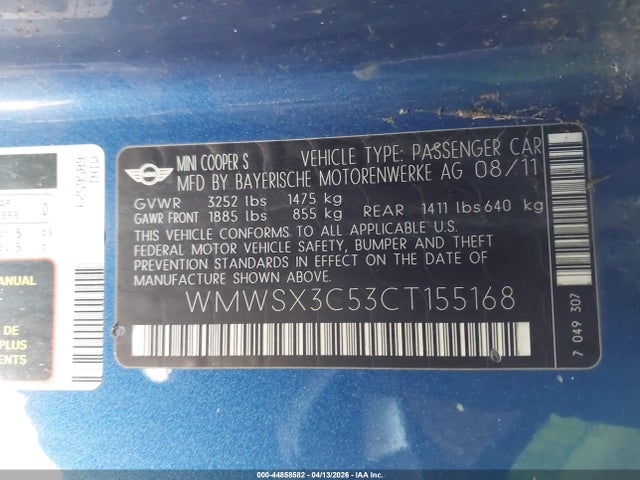 MINI COOPER S VEHICLE TYPE: PASSENGER CAR
MFD BY BAYERISCHE MOTORENWERKE AG 08/11
GVWR 3252 lbs 1475 kg
GAWR FRONT 1885 lbs 855 kg REAR 1411 lbs 640 kg
THIS VEHICLE CONFORMS TO ALL APPLICABLE U.S.
FEDERAL MOTOR VEHICLE SAFETY, BUMPER AND THEFT
PREVENTION STANDARDS IN EFFECT ON THE DATE OF
MANUFACTURE SHOWN ABOVE.
WMWSX3C53CT155168
7 049 307
MINI
MANUAL
DE
PLUS
MENTS
000-44858582 - 04/13/2026 - IAA Inc.